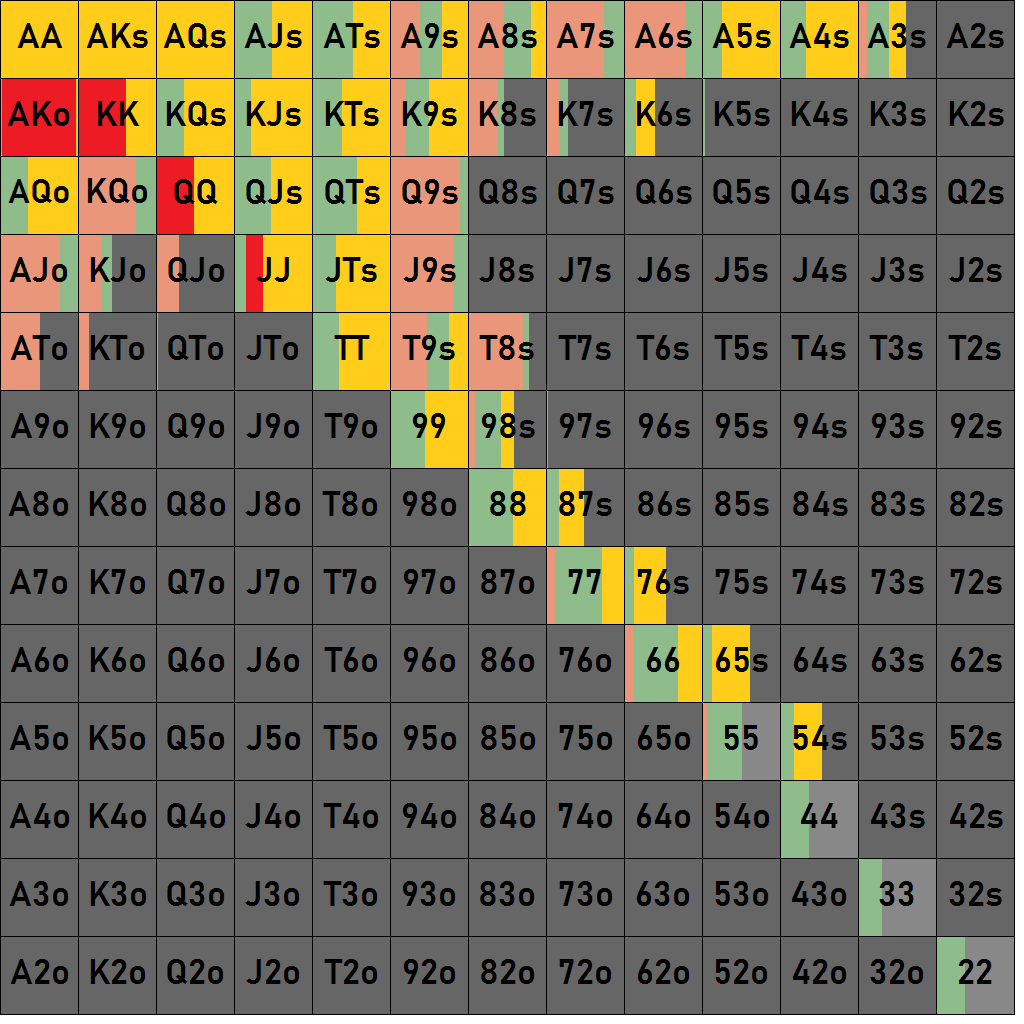 AA AKs AQs AJs ATs A9s A8s A7s A6s A5s A4s A3s A2s
AKo KK KQs KJs KTs K9s K8s K7s K6s K5s K4s K3s K2s
AQo KQo QQ QJs QTs Q9s Q8s Q7s Q6s Q5s Q4s Q3s Q2s
AJo KJo QJo JJ JTs J9s J8s J7s J6s J5s J4s J3s J2s
ATo KTo QTo JTo TT T9s T8s T7s T6s T5s T4s T3s T2s
A9o K9o Q9o J9o T9o 99 98s 97s 96s 95s 94s 93s 92s
A8o K8o Q8o J8o T8o 98o 88 87s 86s 85s 84s 83s 82s
A7o K7o Q7o J7o T7o 97o 87o 77 76s 75s 74s 73s 72s
A6o K6o Q6o J6o T6o 96o 86o 76o 66 65s 64s 63s 62s
A5o K5o Q5o J5o T5o 95o 85o 75o 65o 55 54s 53s 52s
A4o K4o Q4o J4o T4o 94o 84o 74o 64o 54o 44 43s 42s
A3o K3o Q3o J3o T3o 93o 83o 73o 63o 53o 43o 33 32s
A2o K2o Q2o J2o T2o 92o 82o 72o 62o 52o 42o 32o 22